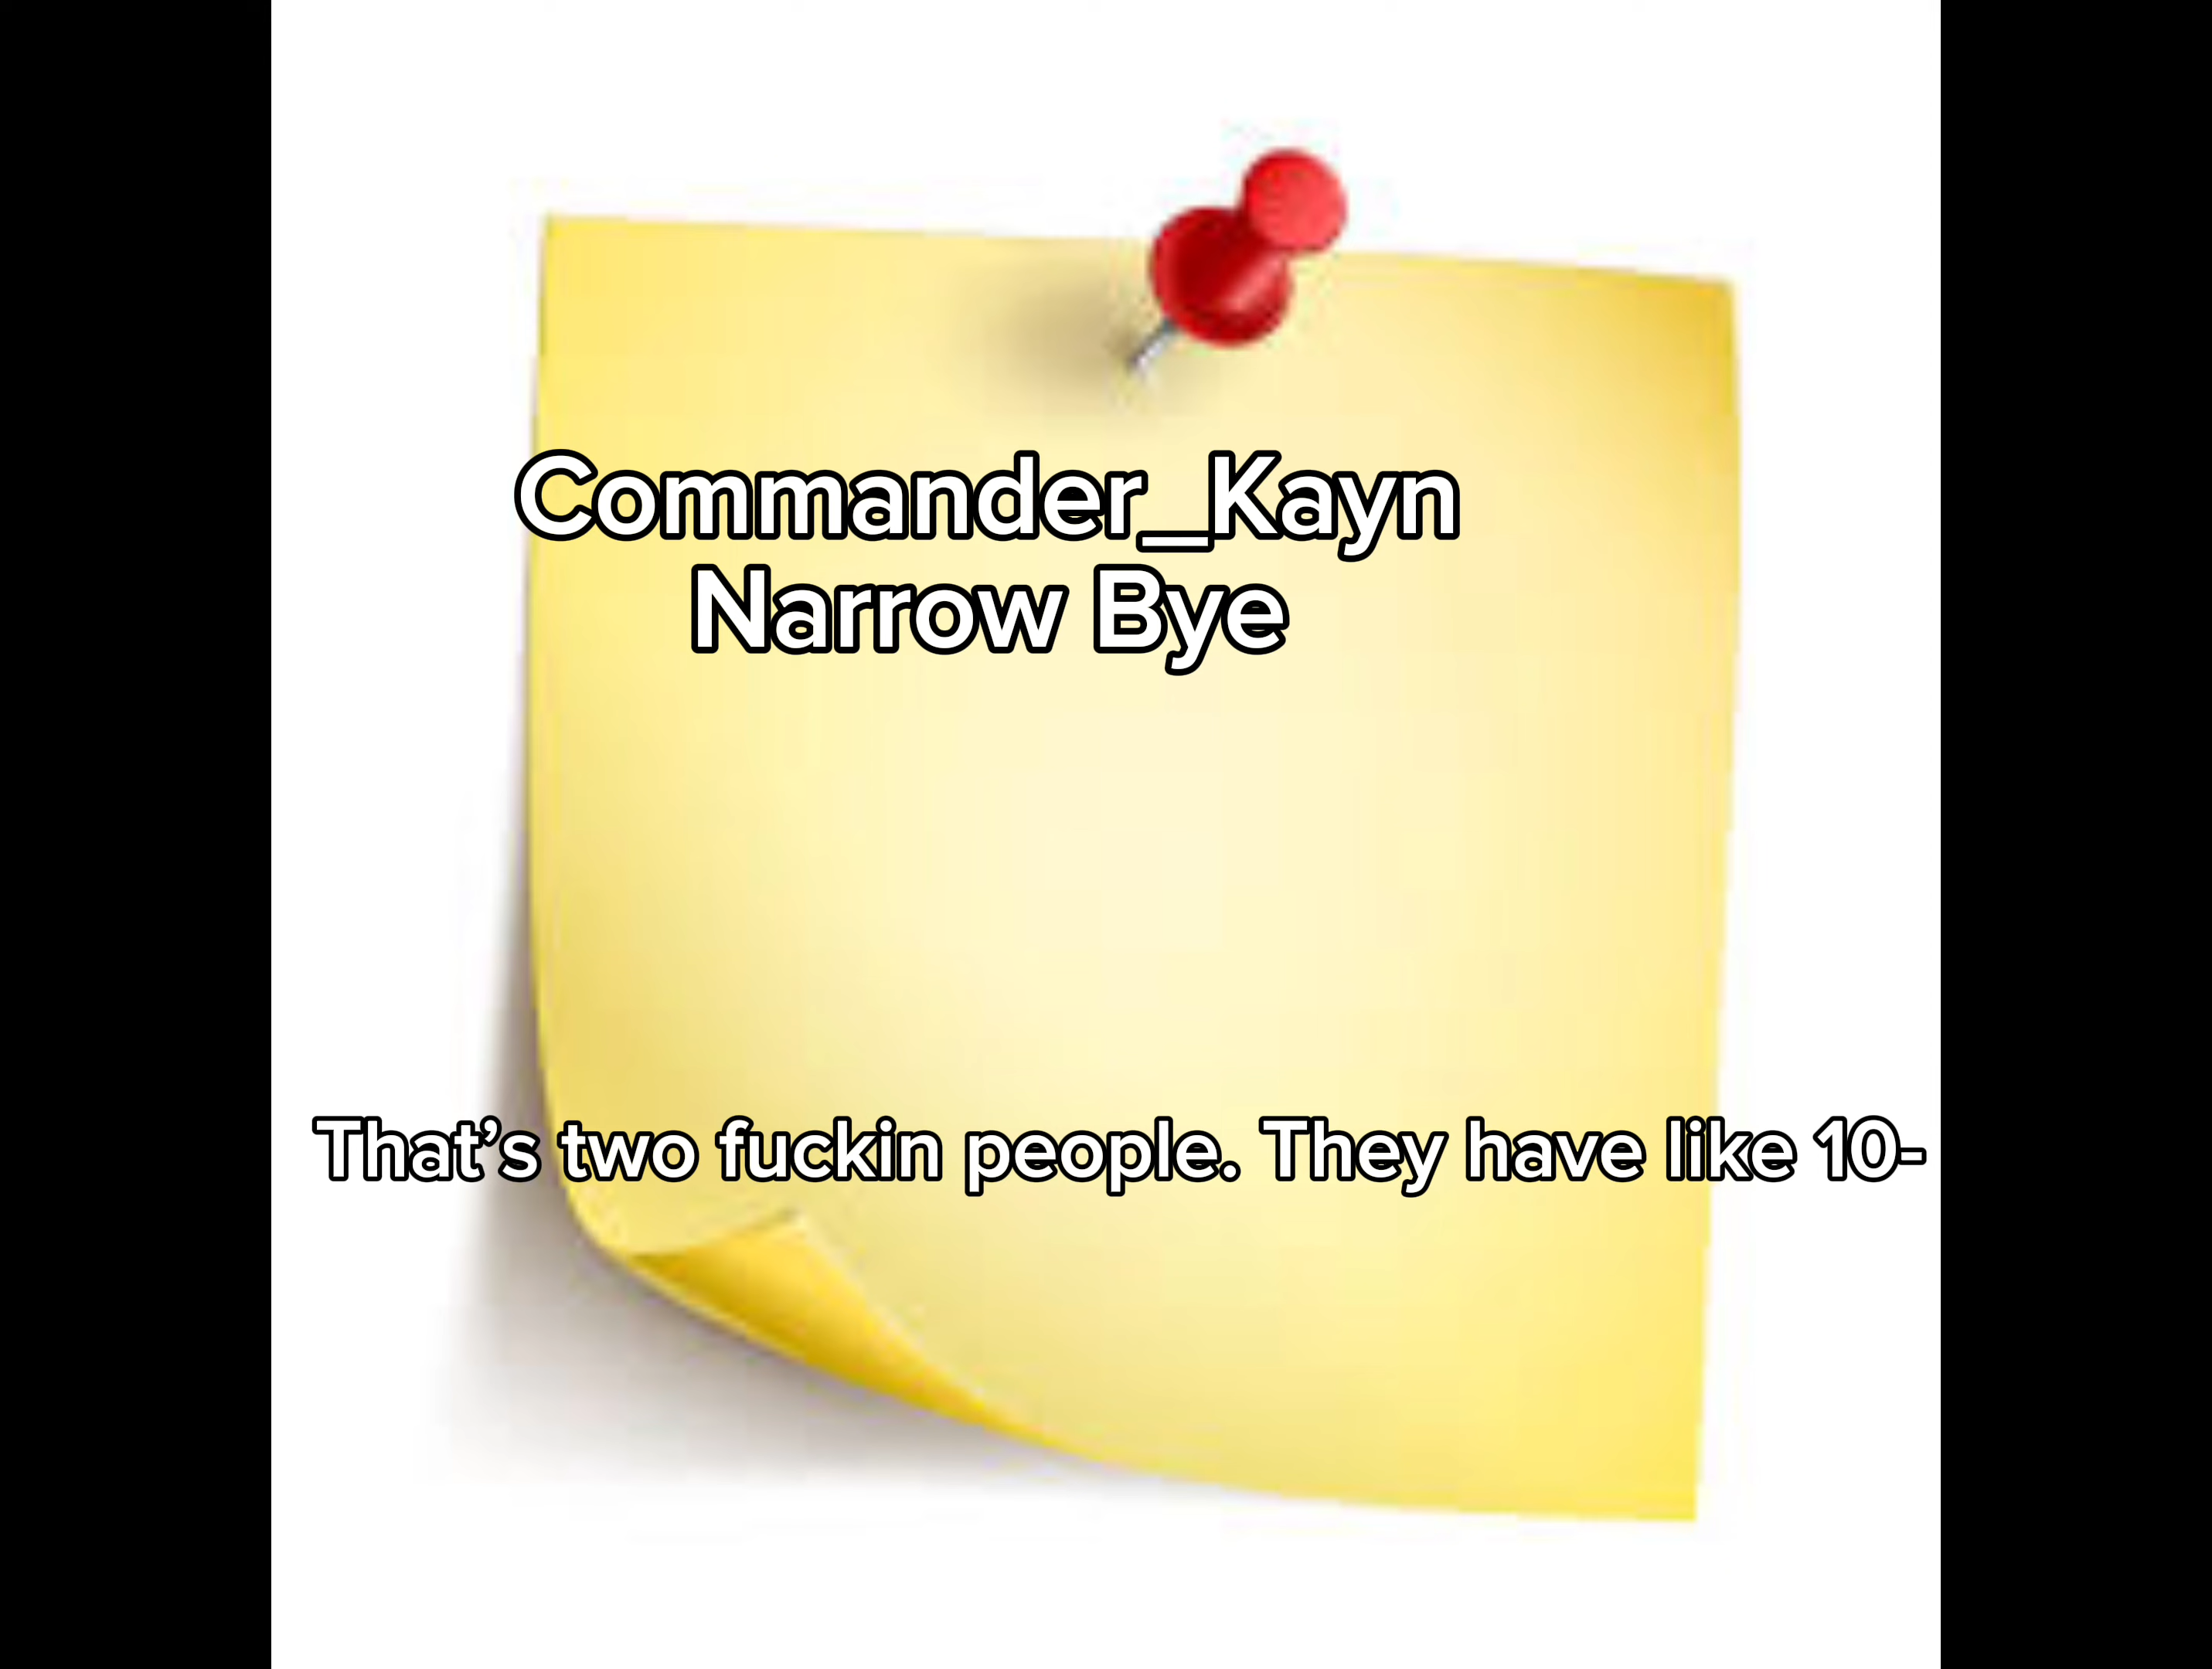 Commander_Kayn
Narrow Bye
That’s two fuckin people. They have like 10-